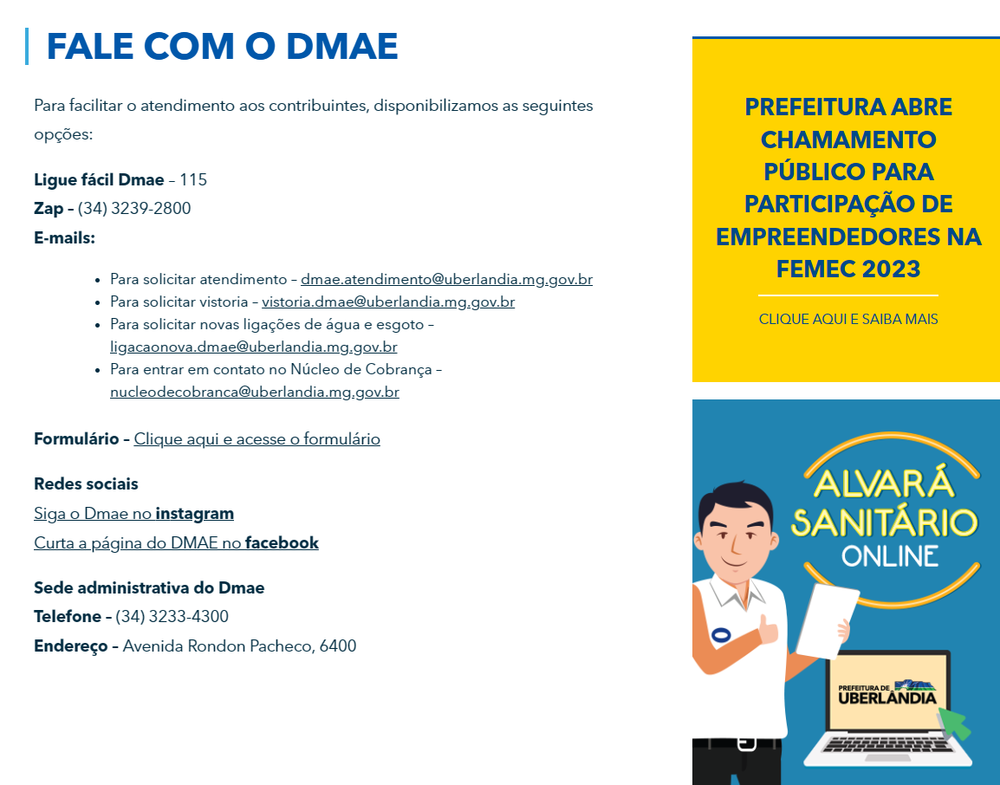 FALE COM O DMAE
Para facilitar o atendimento aos contribuintes, disponibilizamos as seguintes
opções:
Ligue fácil Dmae – 115
Zap – (34) 3239-2800
E-mails:
• Para solicitar atendimento – dmae.atendimento@uberlandia.mg.gov.br
• Para solicitar vistoria – vistoria.dmae@uberlandia.mg.gov.br
• Para solicitar novas ligações de água e esgoto –
ligacaonova.dmae@uberlandia.mg.gov.br
• Para entrar em contato no Núcleo de Cobrança –
nucleodecobranca@uberlandia.mg.gov.br
Formulário – Clique aqui e acesse o formulário
Redes sociais
Siga o Dmae no instagram
Curta a página do DMAE no facebook
Sede administrativa do Dmae
Telefone – (34) 3233-4300
Endereço – Avenida Rondon Pacheco, 6400
PREFEITURA ABRE
CHAMAMENTO
PÚBLICO PARA
PARTICIPAÇÃO DE
EMPREENDEDORES NA
FEMEC 2023
CLIQUE AQUI E SAIBA MAIS
ALVARÁ
SANITÁRIO
ONLINE
PREFEITURA DE
UBERLÂNDIA